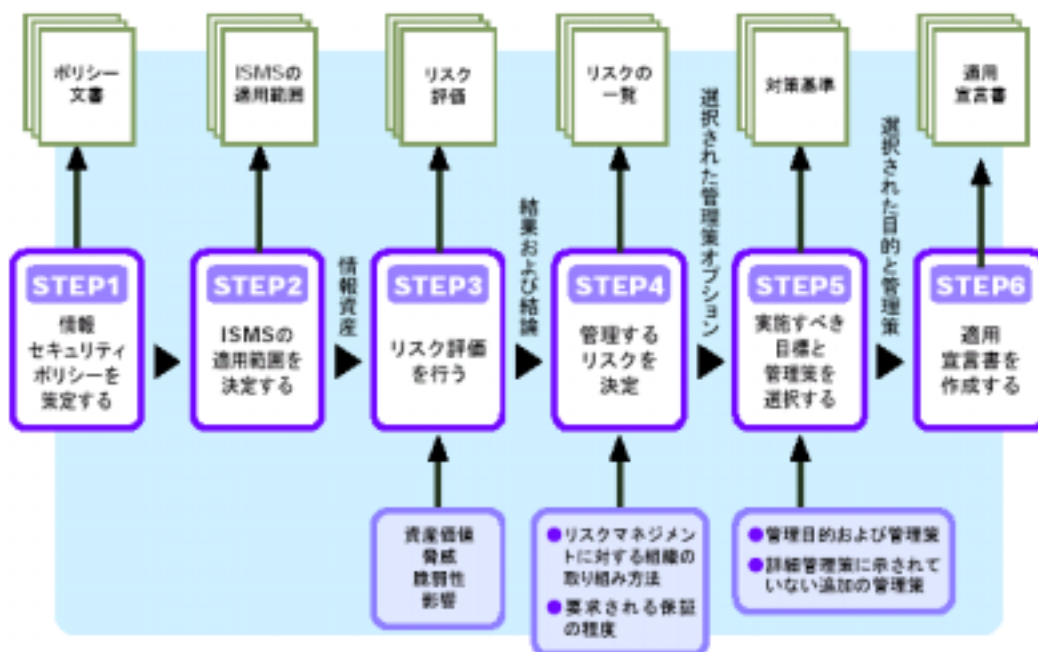 ポリシー
文書
ISMSの
適用範囲
リスク
評価
リスクの
一覧
対策基準
適用
宣言書
STEP1
情報
セキュリティ
ポリシーを
策定する
STEP2
ISMSの
適用範囲を
決定する
情報資産
STEP3
リスク評価
を行う
結果および結論
STEP4
管理する
リスクを
決定
選択された管理策オプション
STEP5
実施すべき
目標と
管理策を
選択する
選択された目的と管理策
STEP6
適用
宣言書を
作成する
資産価値
脅威
脆弱性
影響
●リスクマネジメン
トに対する組織の
取り組み方法
●要求される保証
の程度
●管理目的および管理策
●詳細管理策に示されて
いない追加の管理策